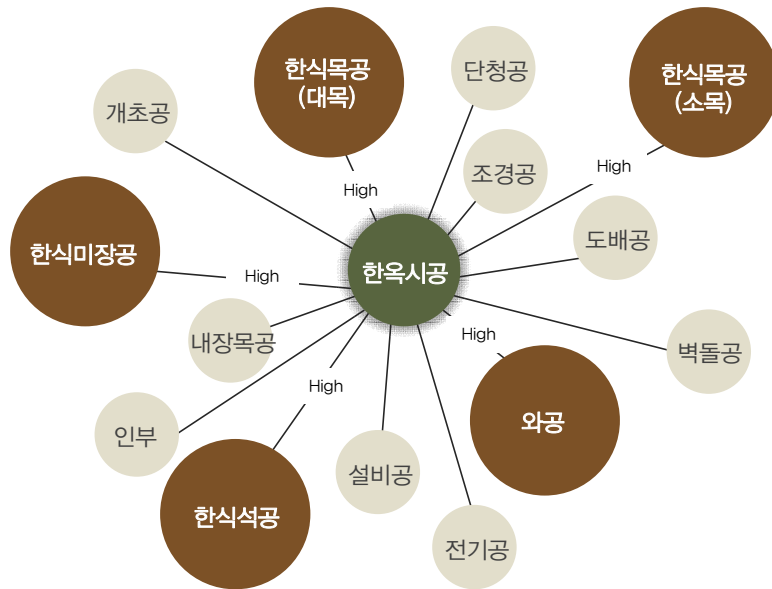 한식목공
(대목)
단청공
한식목공
(소목)
개초공
조경공
High
High
한식미장공
도배공
High
한옥시공
내장목공
High
벽돌공
High
인부
와공
설비공
한식석공
전기공